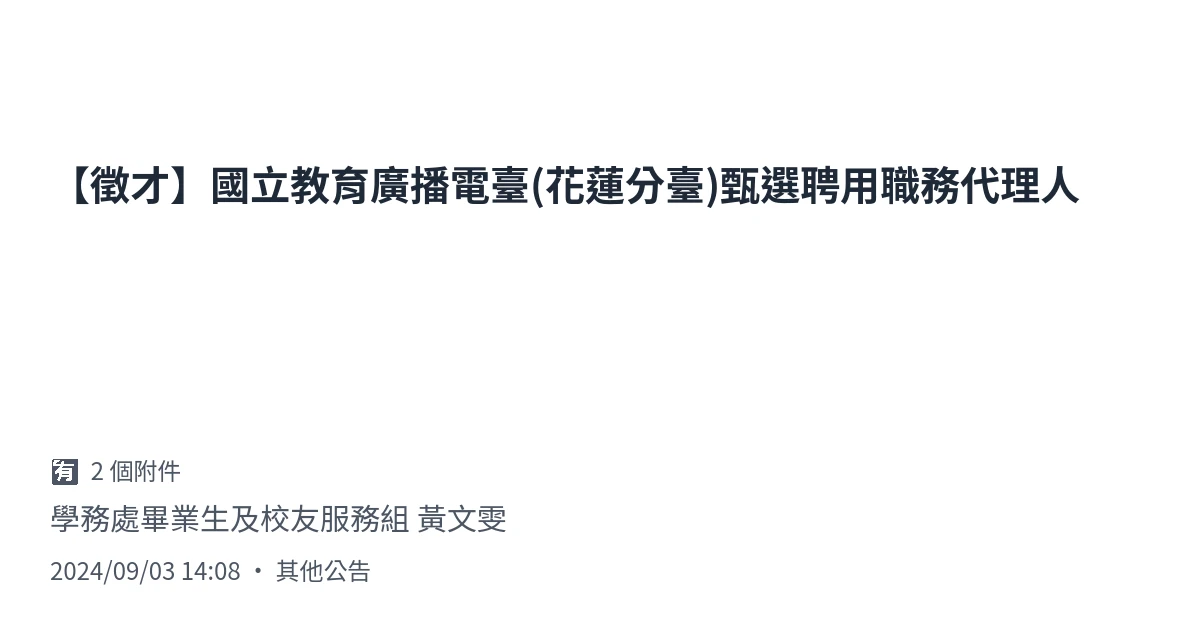 【徵才】國立教育廣播電臺(花蓮分臺)甄選聘用職務代理人
🈶 2 個附件
學務處畢業生及校友服務組 黃文雯
2024/09/03 14:08 ・ 其他公告